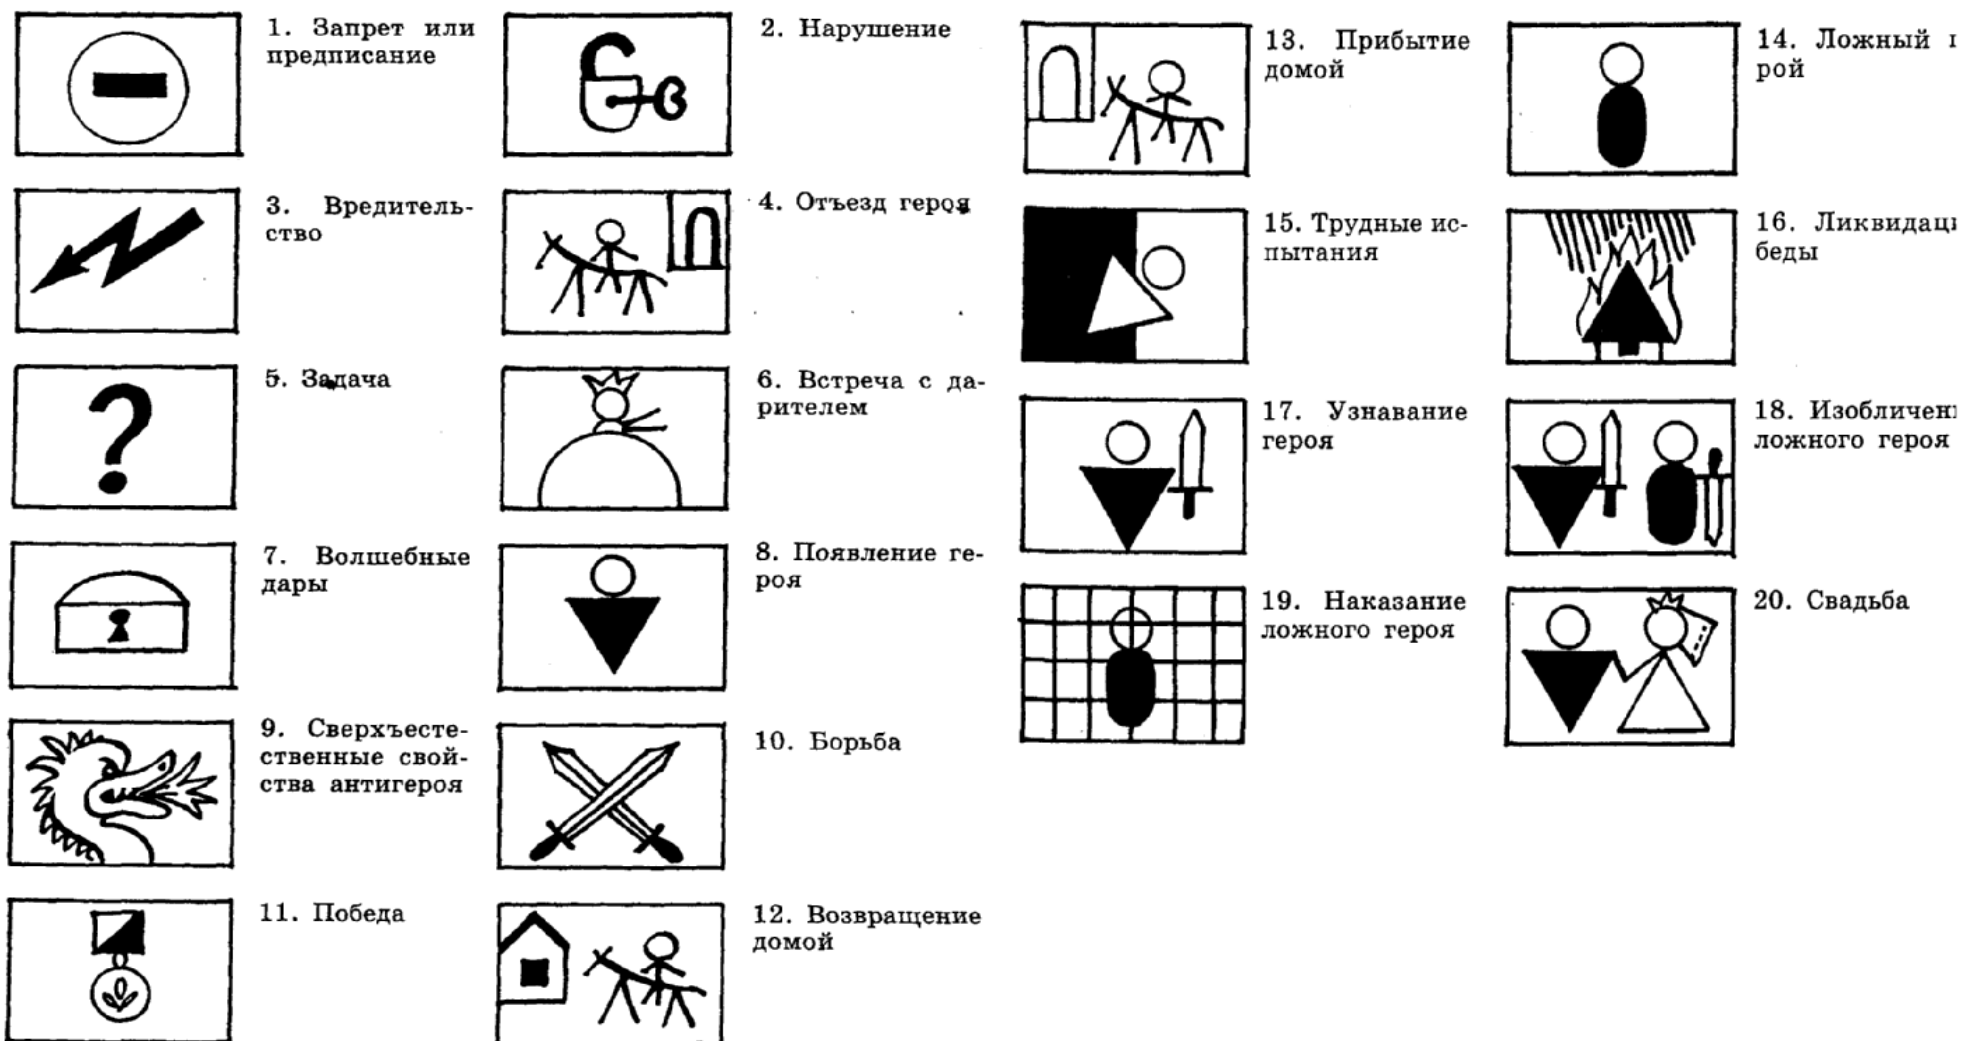 1. Запрет или
предписание
2. Нарушение
3. Вредитель-
ство
4. Отъезд героя
5. Задача
6. Встреча с да-
рителем
7. Волшебные
дары
8. Появление ге-
роя
9. Сверхъесте-
ственные свой-
ства антигероя
10. Борьба
11. Победа
12. Возвращение
домой
13. Прибытие
домой
14. Ложный
рой
15. Трудные ис-
пытания
16. Ликвидац
беды
17. Узнавание
героя
18. Изобличен
ложного героя
19. Наказание
ложного героя
20. Свадьба